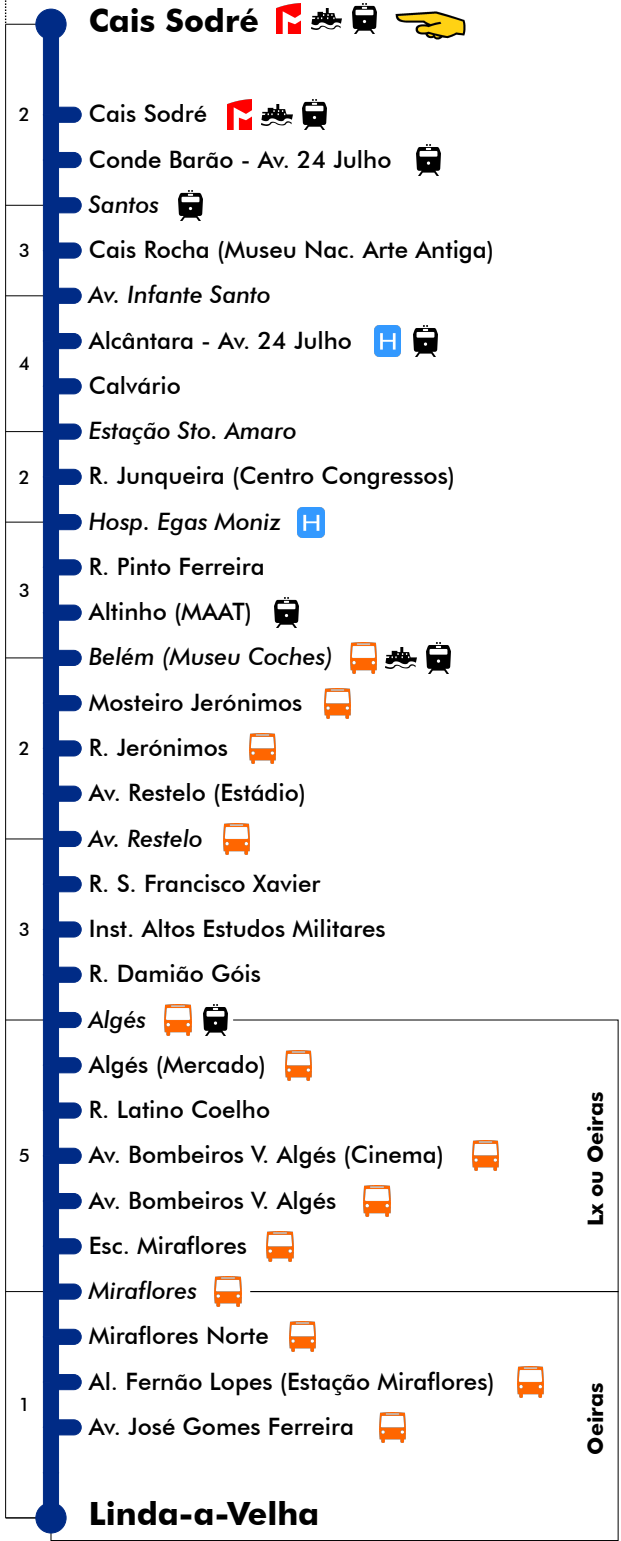 Cais Sodré
2
Cais Sodré
Conde Barão - Av. 24 Julho
Santos
3
Cais Rocha (Museu Nac. Arte Antiga)
Av. Infante Santo
Alcântara - Av. 24 Julho H
4
Calvário
Estação Sto. Amaro
2
R. Junqueira (Centro Congressos)
Hosp. Egas Moniz H
R. Pinto Ferreira
3
Altinho (MAAT)
Belém (Museu Coches)
Mosteiro Jerónimos
2
R. Jerónimos
Av. Restelo (Estádio)
Av. Restelo
R. S. Francisco Xavier
3
Inst. Altos Estudos Militares
R. Damião Góis
Algés
Algés (Mercado)
R. Latino Coelho
Lx ou Oeiras
5
Av. Bombeiros V. Algés (Cinema)
Av. Bombeiros V. Algés
Esc. Miraflores
Miraflores
Miraflores Norte
Al. Fernão Lopes (Estação Miraflores)
1
Oeiras
Av. José Gomes Ferreira
Linda-a-Velha